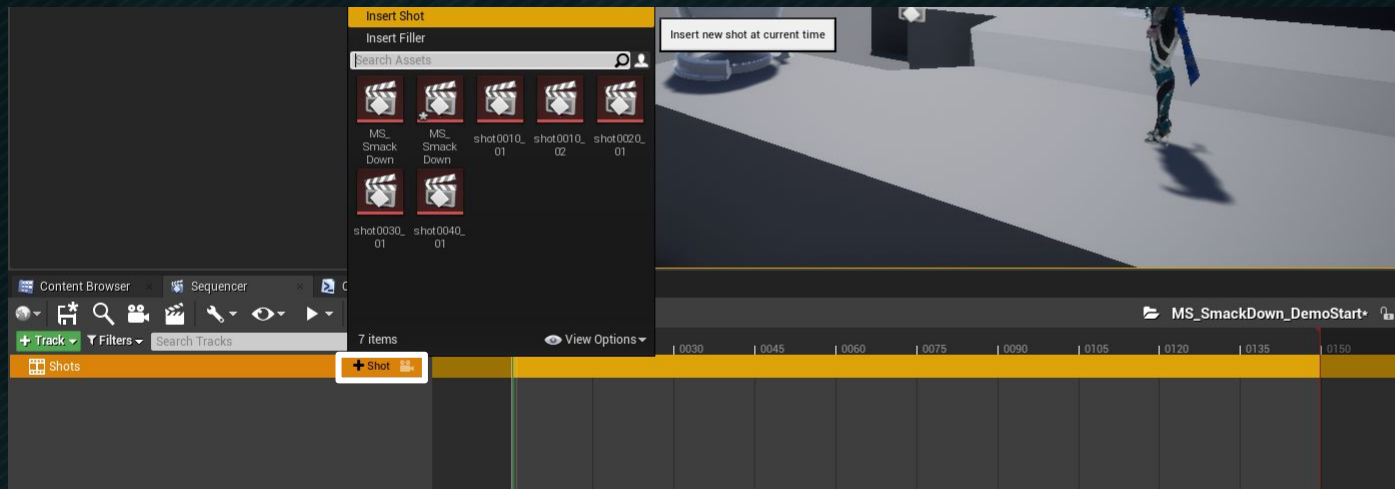 Insert Shot
Insert new shot at current time
Insert Filler
Search Assets
MS_
Smack
Down
MS_
Smack
Down
shot0010_
01
shot0010_
02
shot0020_
01
shot0030_
01
shot0040_
01
Content Browser
Sequencer
MS_SmackDown_DemoStart*
+ Track
Filters
Search Tracks
7 items
View Options
0030
0045
0060
0075
0090
0105
0120
0135
0150
Shots
+ Shot